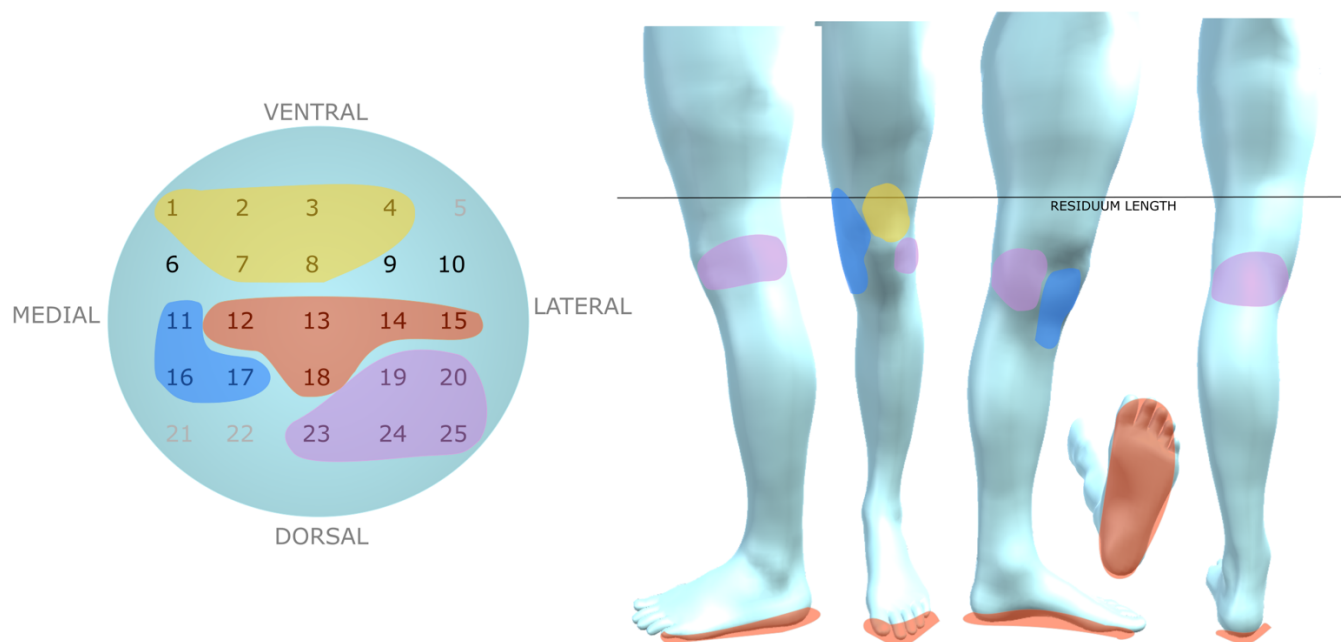 VENTRAL
1 2 3 4 5
6 7 8 9 10
MEDIAL
LATERAL
11 12 13 14 15
16 17 18 19 20
21 22 23 24 25
DORSAL
RESIDUUM LENGTH